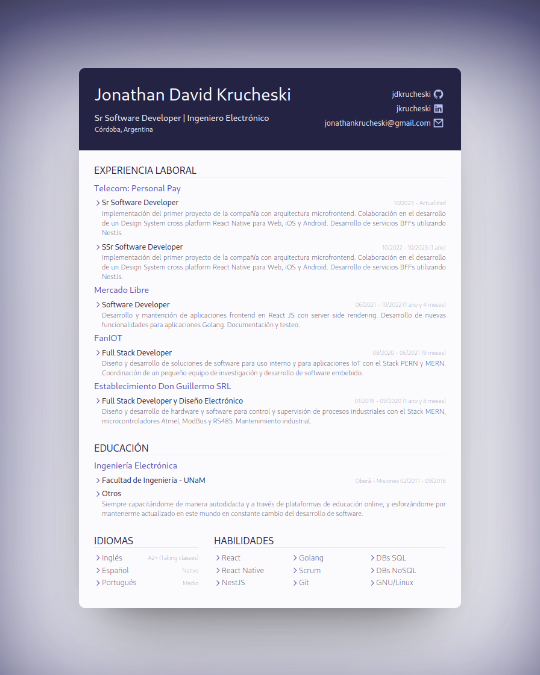 Jonathan David Krucheski
Sr Software Developer | Ingeniero Electrónico
Córdoba, Argentina
jdkrucheski
jkrucheski
jonathankrucheski@gmail.com
EXPERIENCIA LABORAL
Telecom: Personal Pay
Sr Software Developer 10/2023 - Actualidad
Implementación del primer proyecto de la compañía con arquitectura microfrontend. Colaboración en el desarrollo
de un Design System cross platform React Native para Web, iOS y Android. Desarrollo de servicios BFFs utilizando
NestJs.
SSr Software Developer 10/2022 - 10/2023 (1 año)
Implementación del primer proyecto de la compañía con arquitectura microfrontend. Colaboración en el desarrollo
de un Design System cross platform React Native para Web, iOS y Android. Desarrollo de servicios BFFs utilizando
NestJs.
Mercado Libre
Software Developer 06/2021 - 10/2022 (1 año y 4 meses)
Desarrollo y mantención de aplicaciones frontend en React JS con server side rendering. Desarrollo de nuevas
funcionalidades para aplicaciones Golang. Documentación y testeo.
FanIOT
Full Stack Developer 09/2020 - 06/2021 (9 meses)
Diseño y desarrollo de soluciones de software para uso interno y para aplicaciones IoT con el Stack PERN y MERN.
Coordinación de un pequeño equipo de investigación y desarrollo de software embebido.
Establecimiento Don Guillermo SRL
Full Stack Developer y Diseño Electrónico 09/2020 (1 año y 8 meses)
Diseño y desarrollo de hardware y software para control y supervisión de procesos industriales con el Stack MERN,
microcontroladores Atmel, ModBus y RS485. Mantenimiento industrial.
EDUCACIÓN
Ingeniería Electrónica
Facultad de Ingeniería - UNaM Oberá - Misiones 02/2011 - 09/2018
Otros
Siempre capacitándome de manera autodidacta y a través de plataformas de educación online, y esforzándome por
mantenerme actualizado en este mundo en constante cambio del desarrollo de software.
IDIOMAS
Inglés A2+ (Taking classes)
Español Nativo
Portugués Medio
HABILIDADES
React Golang DBs SQL
React Native Scrum DBs NoSQL
NestJS Git GNU/Linux